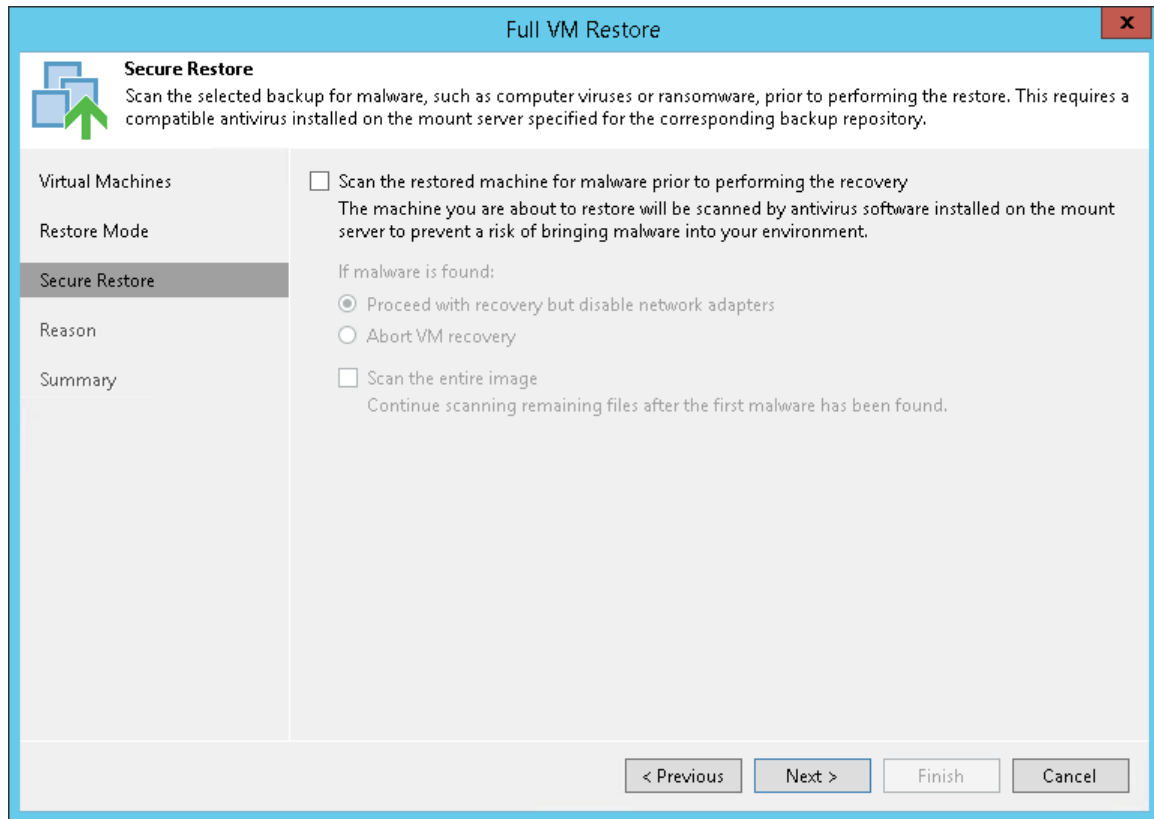 Full VM Restore
x
Secure Restore
Scan the selected backup for malware, such as computer viruses or ransomware, prior to performing the restore. This requires a
compatible antivirus installed on the mount server specified for the corresponding backup repository.
Virtual Machines
Restore Mode
Secure Restore
Reason
Summary
Scan the restored machine for malware prior to performing the recovery
The machine you are about to restore will be scanned by antivirus software installed on the mount
server to prevent a risk of bringing malware into your environment.
If malware is found:
Proceed with recovery but disable network adapters
Abort VM recovery
Scan the entire image
Continue scanning remaining files after the first malware has been found.
< Previous
Next >
Finish
Cancel